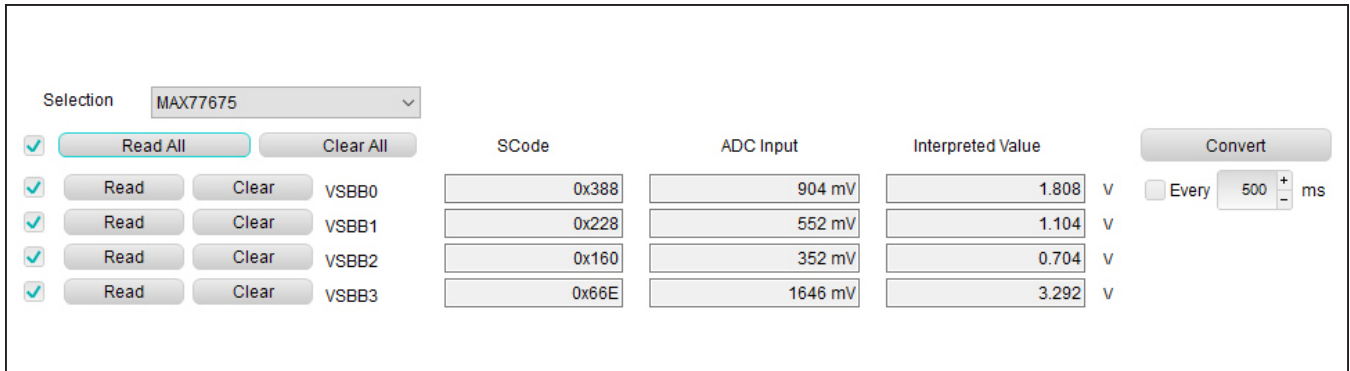 Selection MAX77675
Read All Clear All SCode ADC Input Interpreted Value Convert
Read Clear VSBB0 0x388 904 mV 1.808 V Every 500 + - ms
Read Clear VSBB1 0x228 552 mV 1.104 V
Read Clear VSBB2 0x160 352 mV 0.704 V
Read Clear VSBB3 0x66E 1646 mV 3.292 V